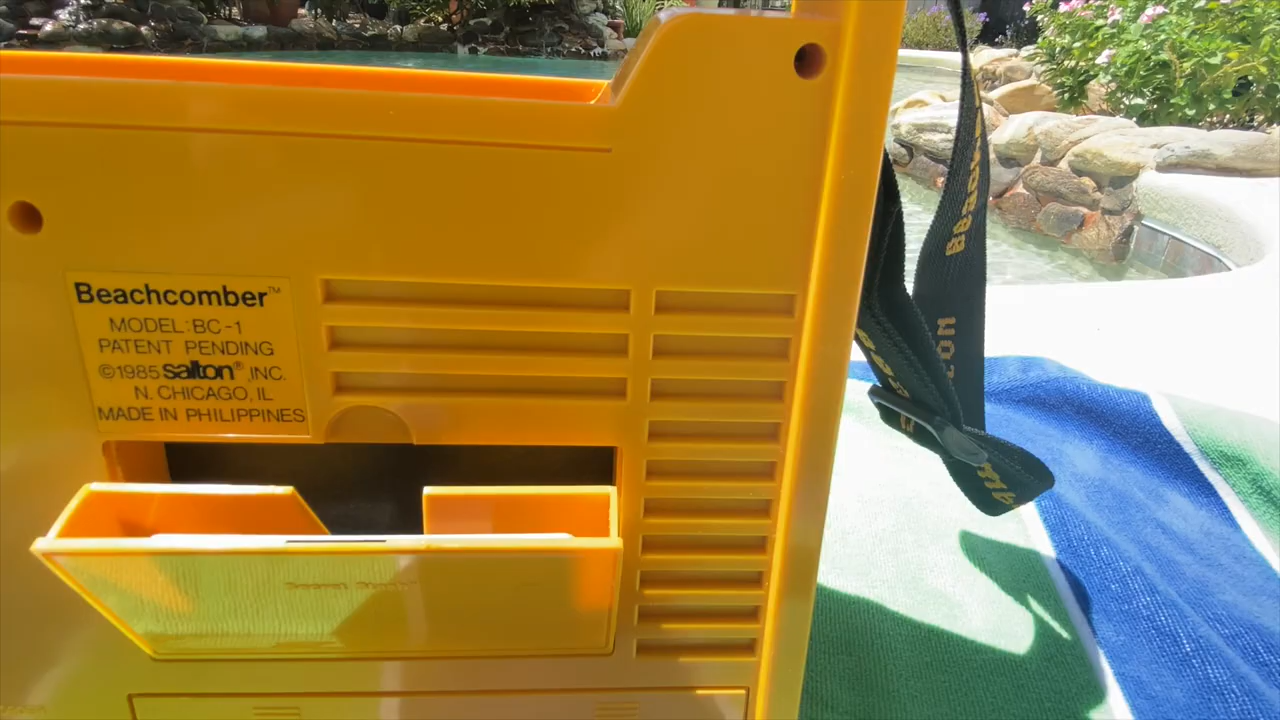 Beachcomber™
MODEL: BC-1
PATENT PENDING
©1985 salton®, INC.
N. CHICAGO, IL
MADE IN PHILIPPINES